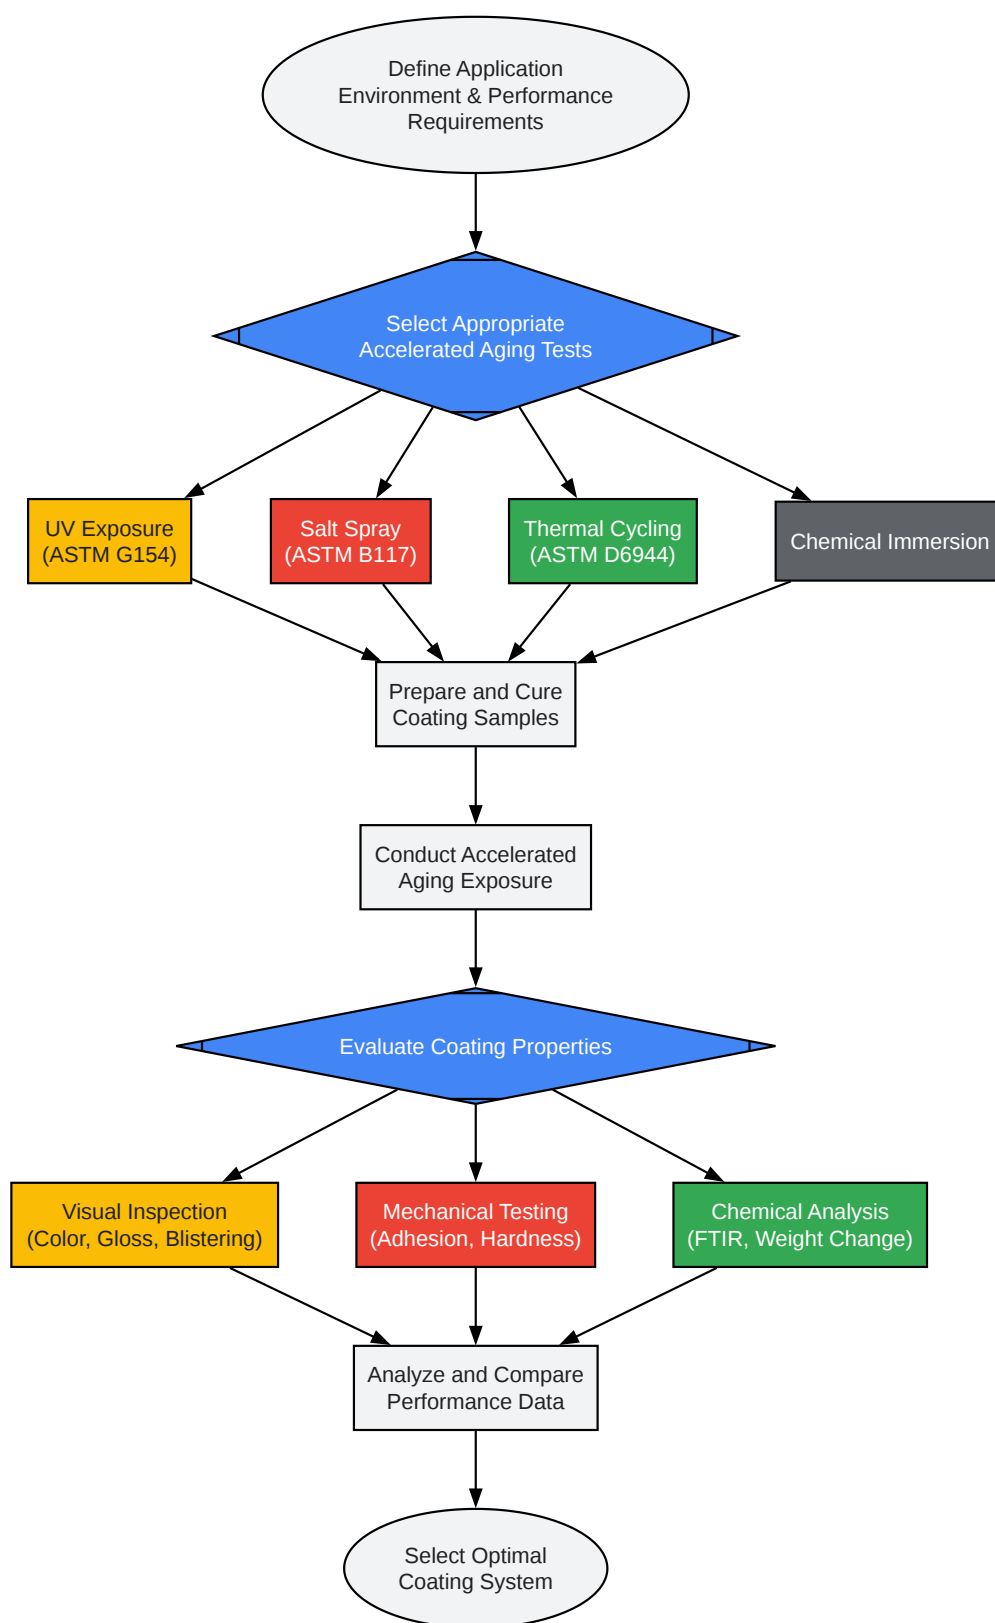 Define Application
Environment & Performance
Requirements
Select Appropriate
Accelerated Aging Tests
UV Exposure
(ASTM G154)
Salt Spray
(ASTM B117)
Thermal Cycling
(ASTM D6944)
Chemical Immersion
Prepare and Cure
Coating Samples
Conduct Accelerated
Aging Exposure
Evaluate Coating Properties
Visual Inspection
(Color, Gloss, Blistering)
Mechanical Testing
(Adhesion, Hardness)
Chemical Analysis
(FTIR, Weight Change)
Analyze and Compare
Performance Data
Select Optimal
Coating System